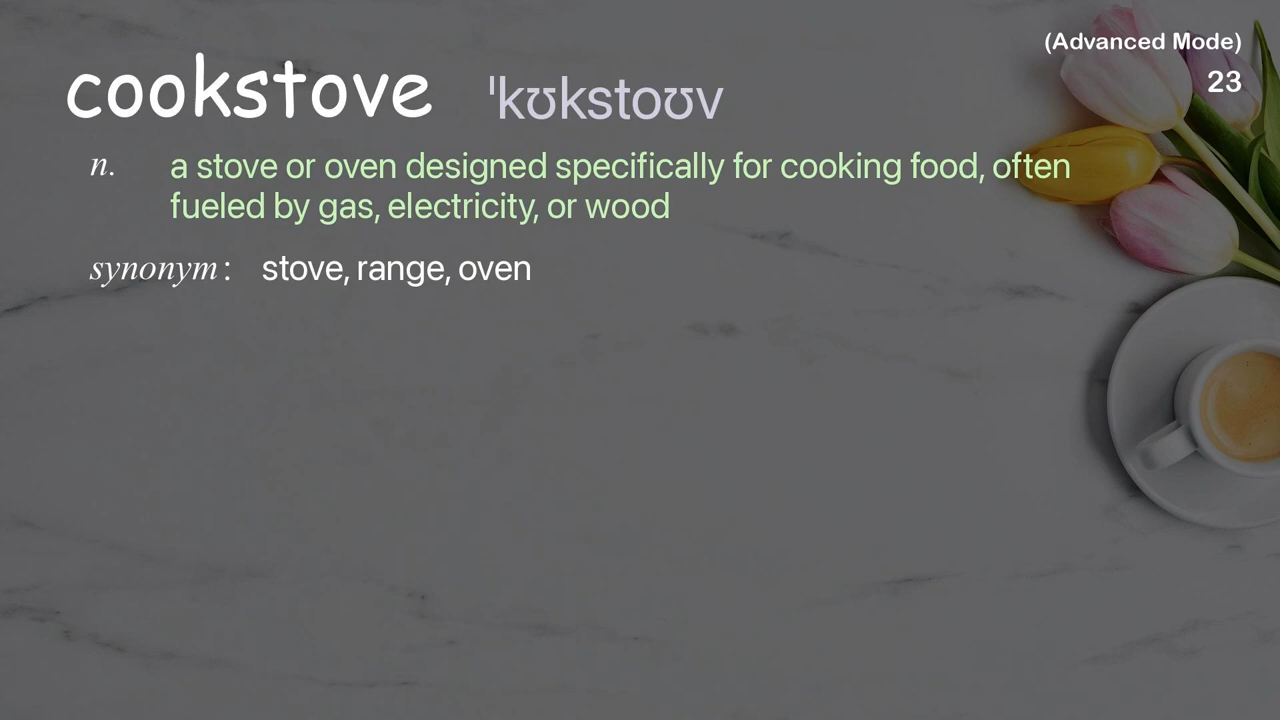 (Advanced Mode)
23
cookstove ˈkʊkstoʊv
n. a stove or oven designed specifically for cooking food, often
fueled by gas, electricity, or wood
synonym: stove, range, oven